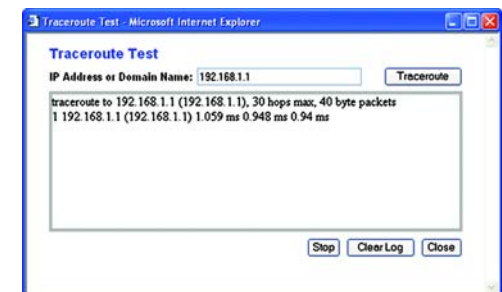 Traceroute Test - Microsoft Internet Explorer
Traceroute Test
IP Address or Domain Name: 192.168.1.1 Traceroute
traceroute to 192.168.1.1 (192.168.1.1), 30 hops max, 40 byte packets
1 192.168.1.1 (192.168.1.1) 1.059 ms 0.948 ms 0.94 ms
Stop Clear Log Close